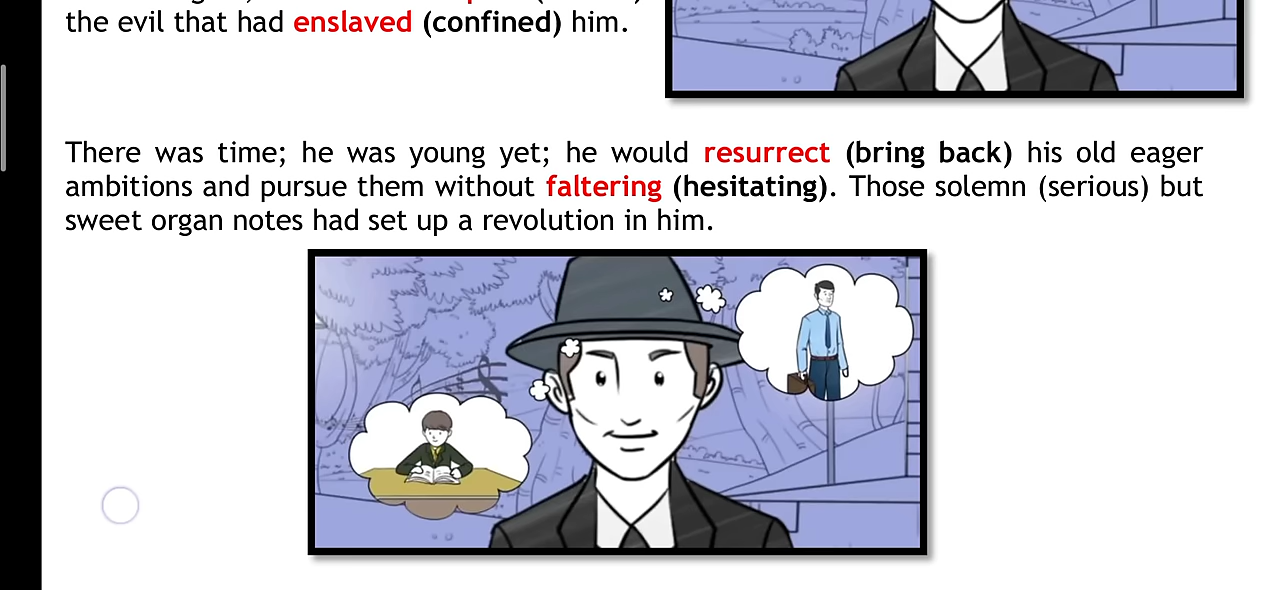 the evil that had enslaved (confined) him.
There was time; he was young yet; he would resurrect (bring back) his old eager
ambitions and pursue them without faltering (hesitating). Those solemn (serious) but
sweet organ notes had set up a revolution in him.